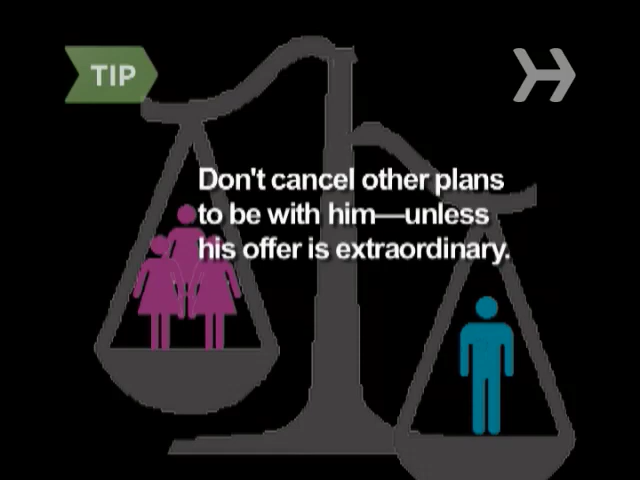 TIP
Don't cancel other plans
to be with him—unless
his offer is extraordinary.